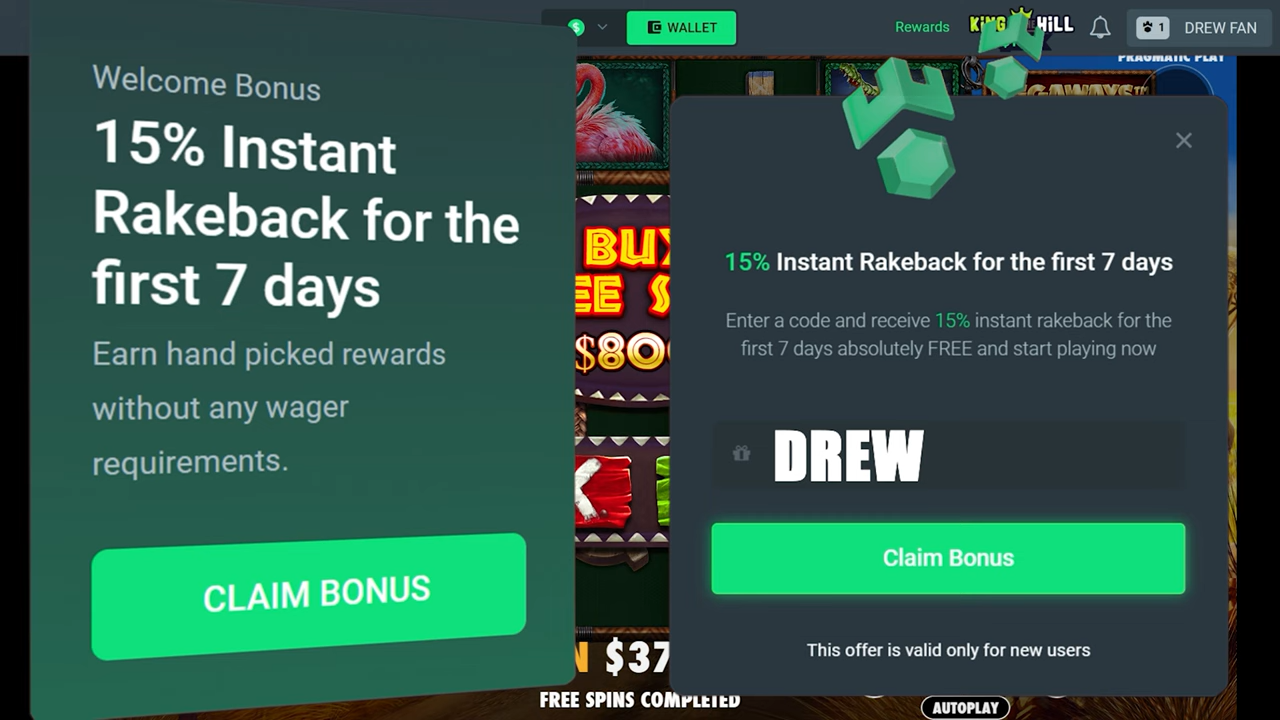 WALLET
Rewards
KING HILL
1
DREW FAN
PRAGMATIC PLAY
Welcome Bonus
15% Instant
Rakeback for the
first 7 days
Earn hand picked rewards
without any wager
requirements.
CLAIM BONUS
15% Instant Rakeback for the first 7 days
Enter a code and receive 15% instant rakeback for the
first 7 days absolutely FREE and start playing now
DREW
Claim Bonus
This offer is valid only for new users
BUY
$80
$37
FREE SPINS COMPLETED
AUTOPLAY